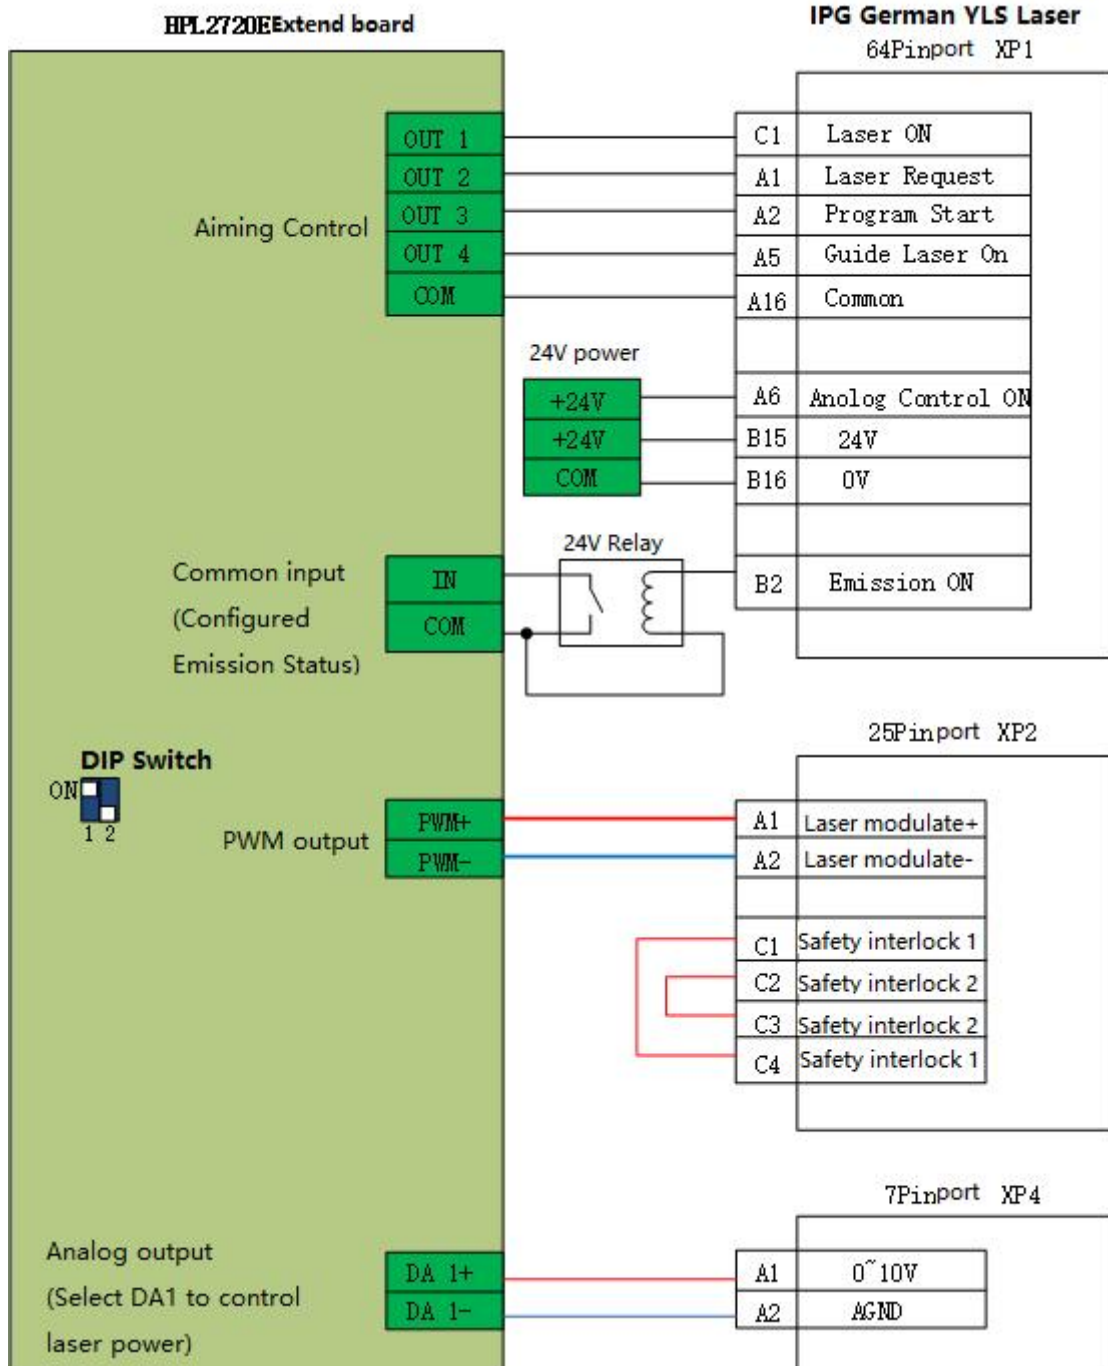 HPL2720E Extend board
IPG German YLS Laser
64Pinport XP1
Aiming Control
OUT 1
OUT 2
OUT 3
OUT 4
COM
C1 Laser ON
A1 Laser Request
A2 Program Start
A5 Guide Laser On
A16 Common
24V power
+24V
+24V
COM
A6 Anolog Control ON
B15 24V
B16 0V
24V Relay
Common input
(Configured
Emission Status)
IN
COM
B2 Emission ON
25Pinport XP2
DIP Switch
ON
1 2
PWM output
PWM+
PWM-
A1 Laser modulate+
A2 Laser modulate-
C1 Safety interlock 1
C2 Safety interlock 2
C3 Safety interlock 2
C4 Safety interlock 1
7Pinport XP4
Analog output
(Select DA1 to control
laser power)
DA 1+
DA 1-
A1 0~10V
A2 AGND